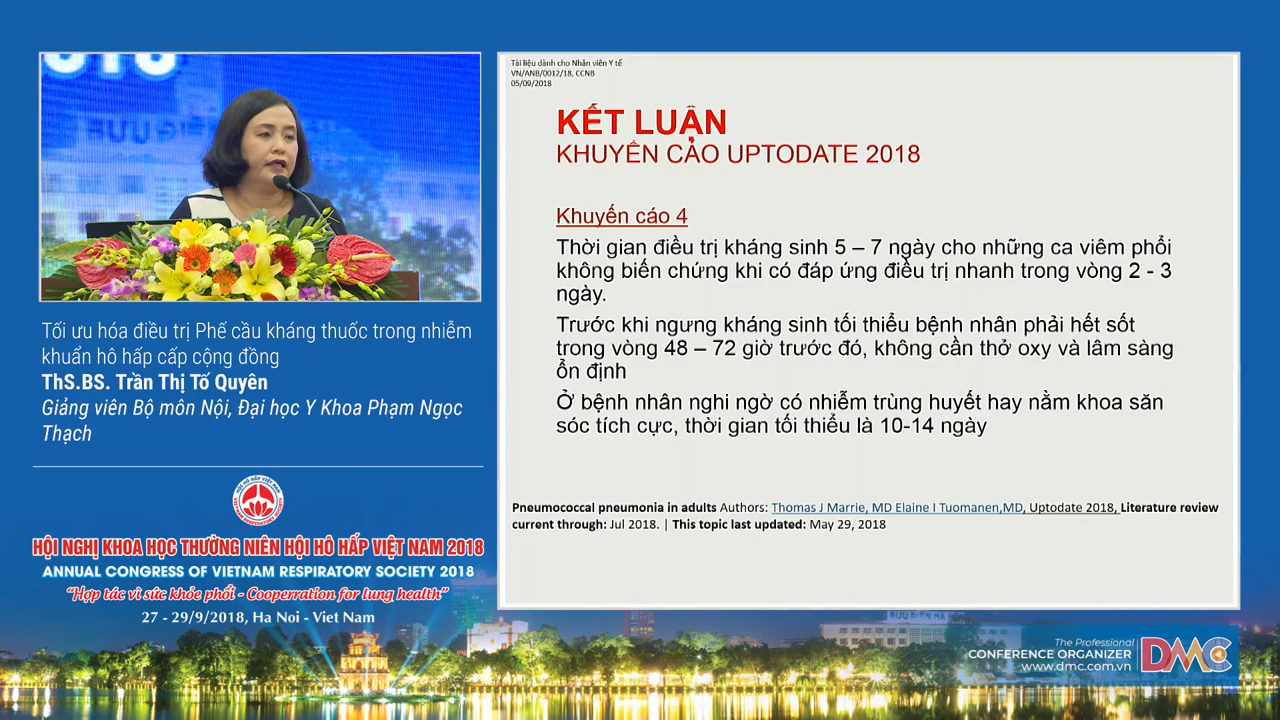 Tài liệu dành cho Nhân viên Y tế
VN/ANB/0012/18, CCNB
05/09/2018
KẾT LUẬN
KHUYẾN CÁO UPTODATE 2018
Khuyến cáo 4
Thời gian điều trị kháng sinh 5 – 7 ngày cho những ca viêm phổi
không biến chứng khi có đáp ứng điều trị nhanh trong vòng 2 - 3
ngày.
Trước khi ngưng kháng sinh tối thiểu bệnh nhân phải hết sốt
trong vòng 48 – 72 giờ trước đó, không cần thở oxy và lâm sàng
ổn định
Ở bệnh nhân nghi ngờ có nhiễm trùng huyết hay nằm khoa săn
sóc tích cực, thời gian tối thiểu là 10-14 ngày
Pneumococcal pneumonia in adults Authors: Thomas J Marrie, MD Elaine I Tuomanen,MD, Uptodate 2018, Literature review
current through: Jul 2018. | This topic last updated: May 29, 2018
Tối ưu hóa điều trị Phế cầu kháng thuốc trong nhiễm
khuẩn hô hấp cấp cộng đồng
ThS.BS. Trần Thị Tố Quyên
Giảng viên Bộ môn Nội, Đại học Y Khoa Phạm Ngọc
Thạch
HỘI HÔ HẤP VIỆT NAM
HỘI NGHỊ KHOA HỌC THƯỜNG NIÊN HỘI HÔ HẤP VIỆT NAM 2018
ANNUAL CONGRESS OF VIETNAM RESPIRATORY SOCIETY 2018
"Hợp tác vì sức khỏe phổi - Cooperration for lung health"
27 - 29/9/2018, Ha Noi - Viet Nam
The Professional
CONFERENCE ORGANIZER
www.dmc.com.vn
DMC